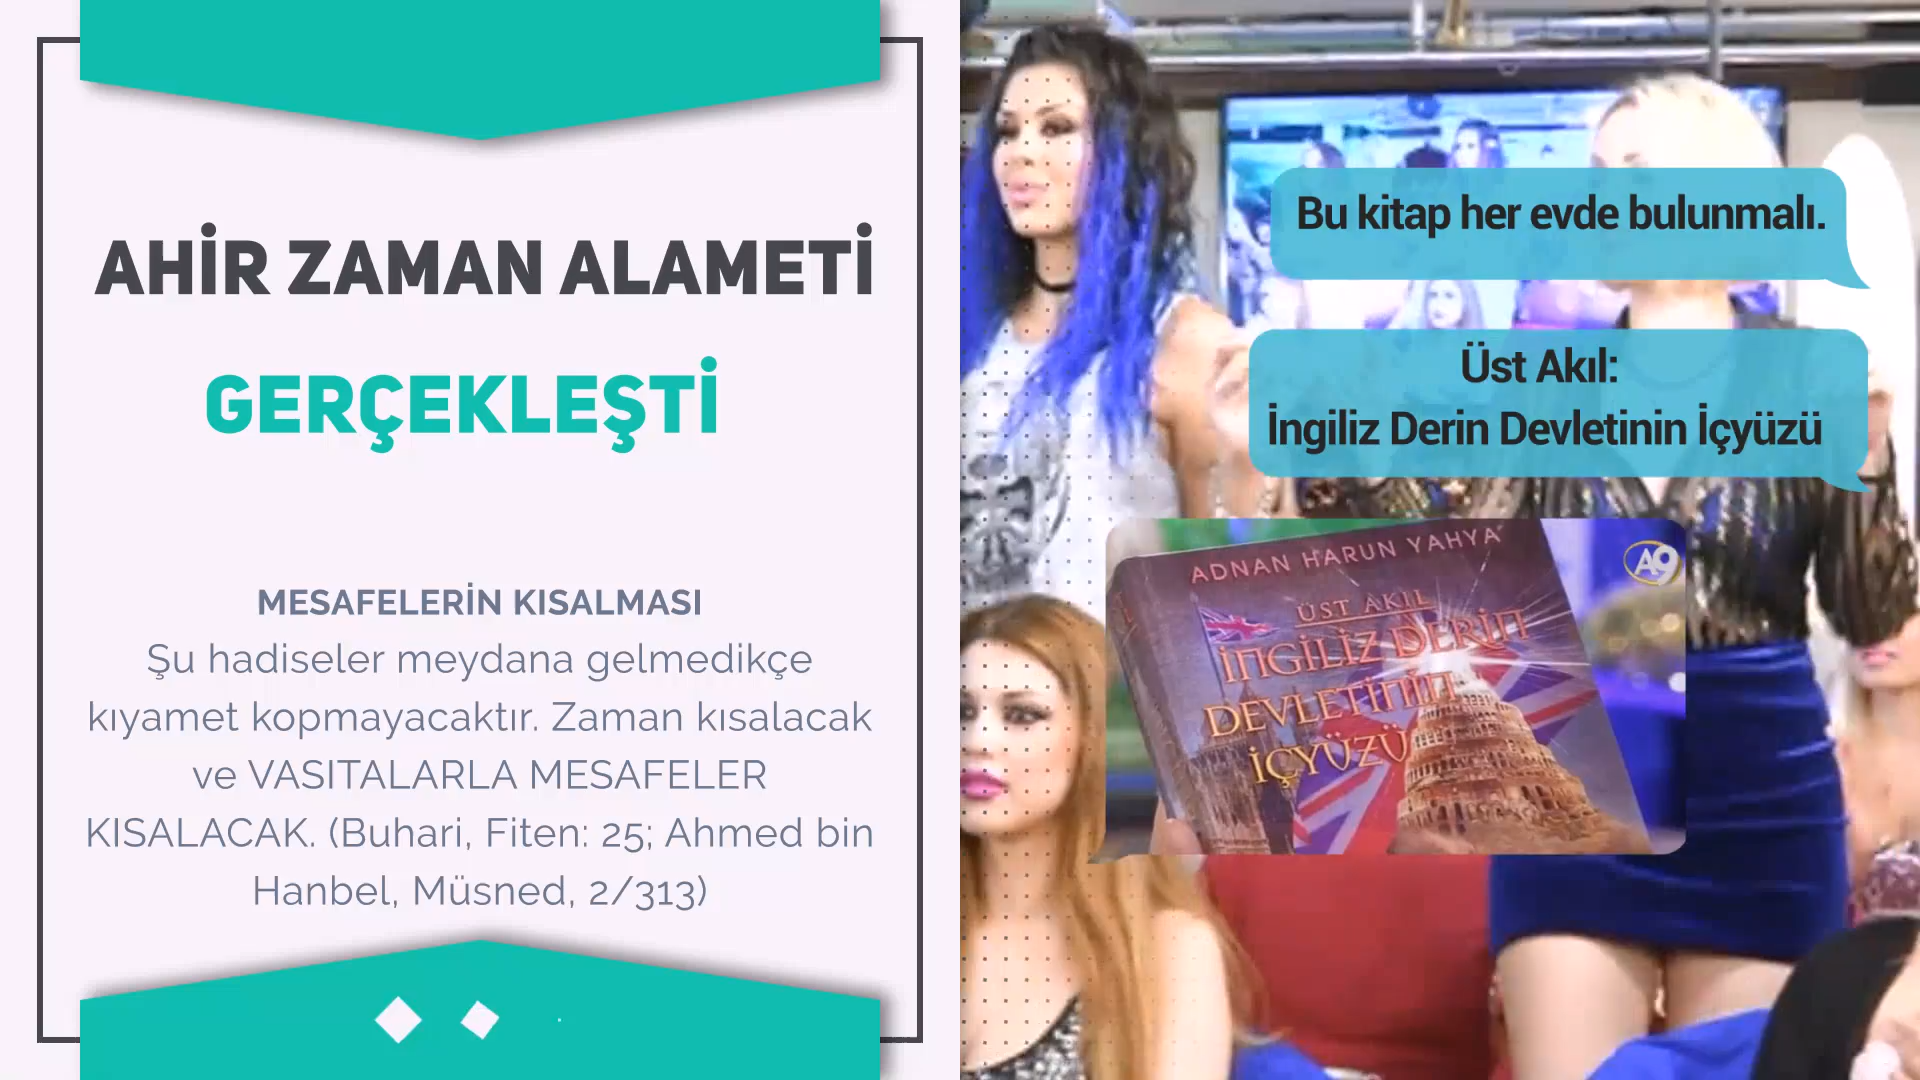 AHİR ZAMAN ALAMETİ
GERÇEKLEŞTİ
MESAFELERİN KISALMASI
Şu hadiseler meydana gelmedikçe
kıyamet kopmayacaktır. Zaman kısalacak
ve VASITALARLA MESAFELER
KISALACAK. (Buhari, Fiten: 25; Ahmed bin
Hanbel, Müsned, 2/313)
Bu kitap her evde bulunmalı.
Üst Akıl:
İngiliz Derin Devletinin İçyüzü
ADNAN HARUN YAHYA
ÜST AKIL
İNGİLİZ DERİN
DEVLETİNİN
İÇYÜZÜ
A9